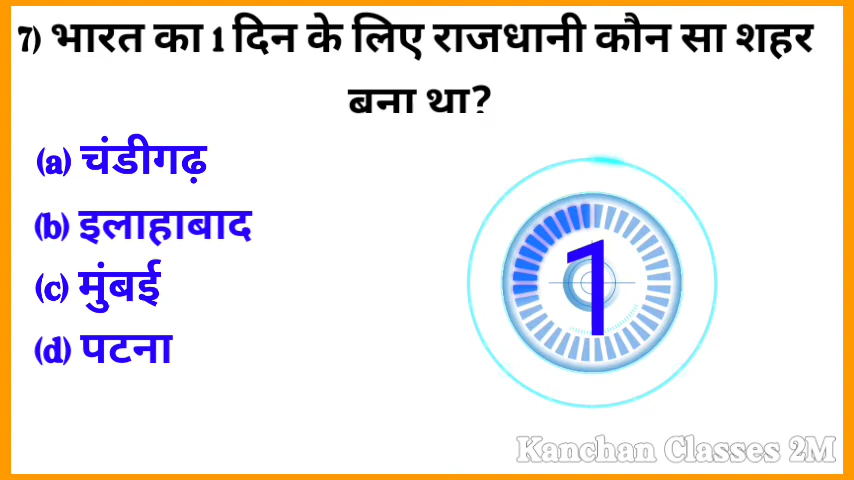 7) भारत का 1 दिन के लिए राजधानी कौन सा शहर
बना था?
(a) चंडीगढ़
(b) इलाहाबाद
(c) मुंबई
(d) पटना
1
Kanchan Classes 2M